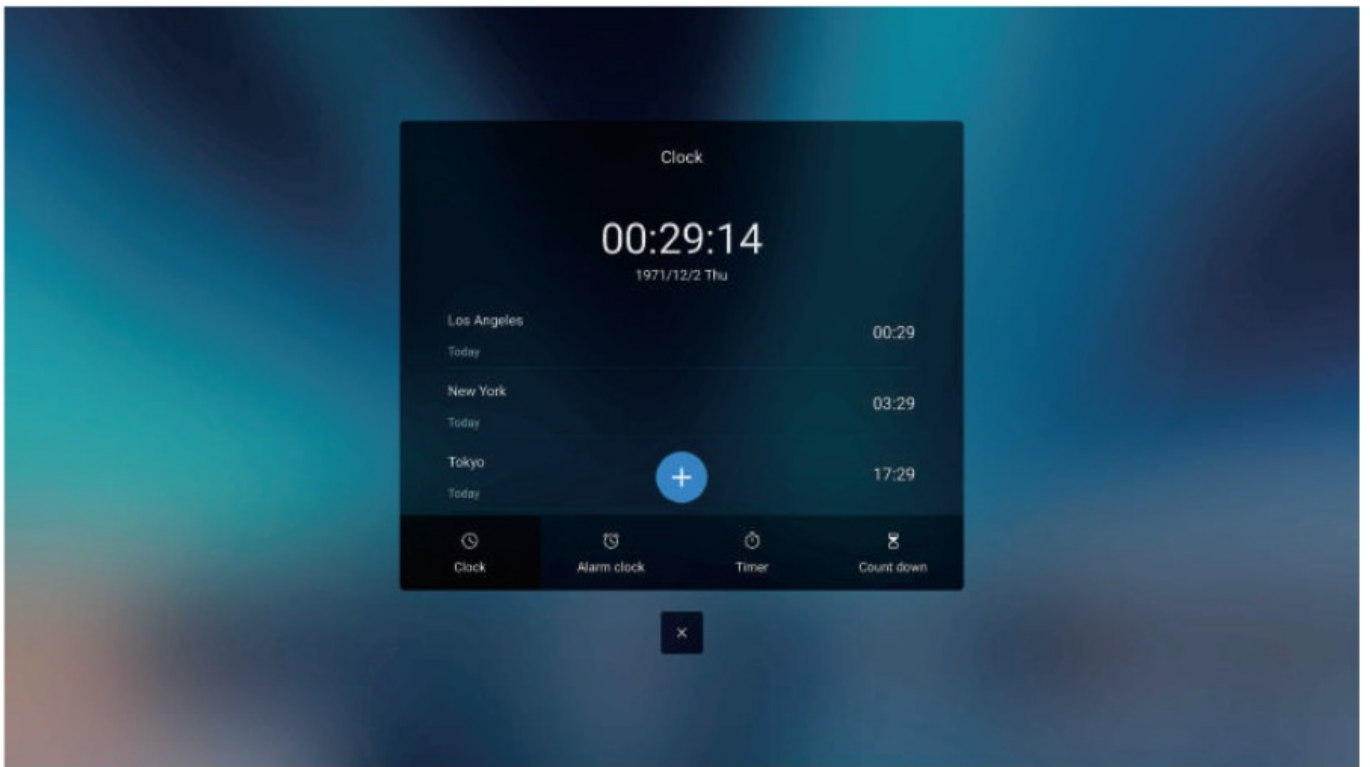 Clock
00:29:14
1971/12/2 Thu
Los Angeles
00:29
Today
New York
03:29
Today
Tokyo
17:29
Today
Clock
Alarm clock
Timer
Count down